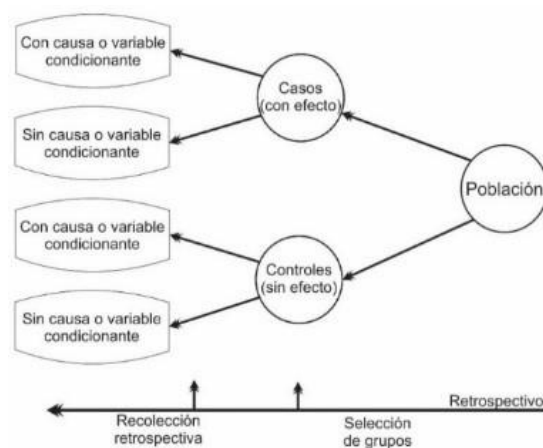 Con causa o variable
condicionante
Sin causa o variable
condicionante
Casos
(con efecto)
Población
Con causa o variable
condicionante
Sin causa o variable
condicionante
Controles
(sin efecto)
Retrospectivo
Recolección
retrospectiva
Selección
de grupos